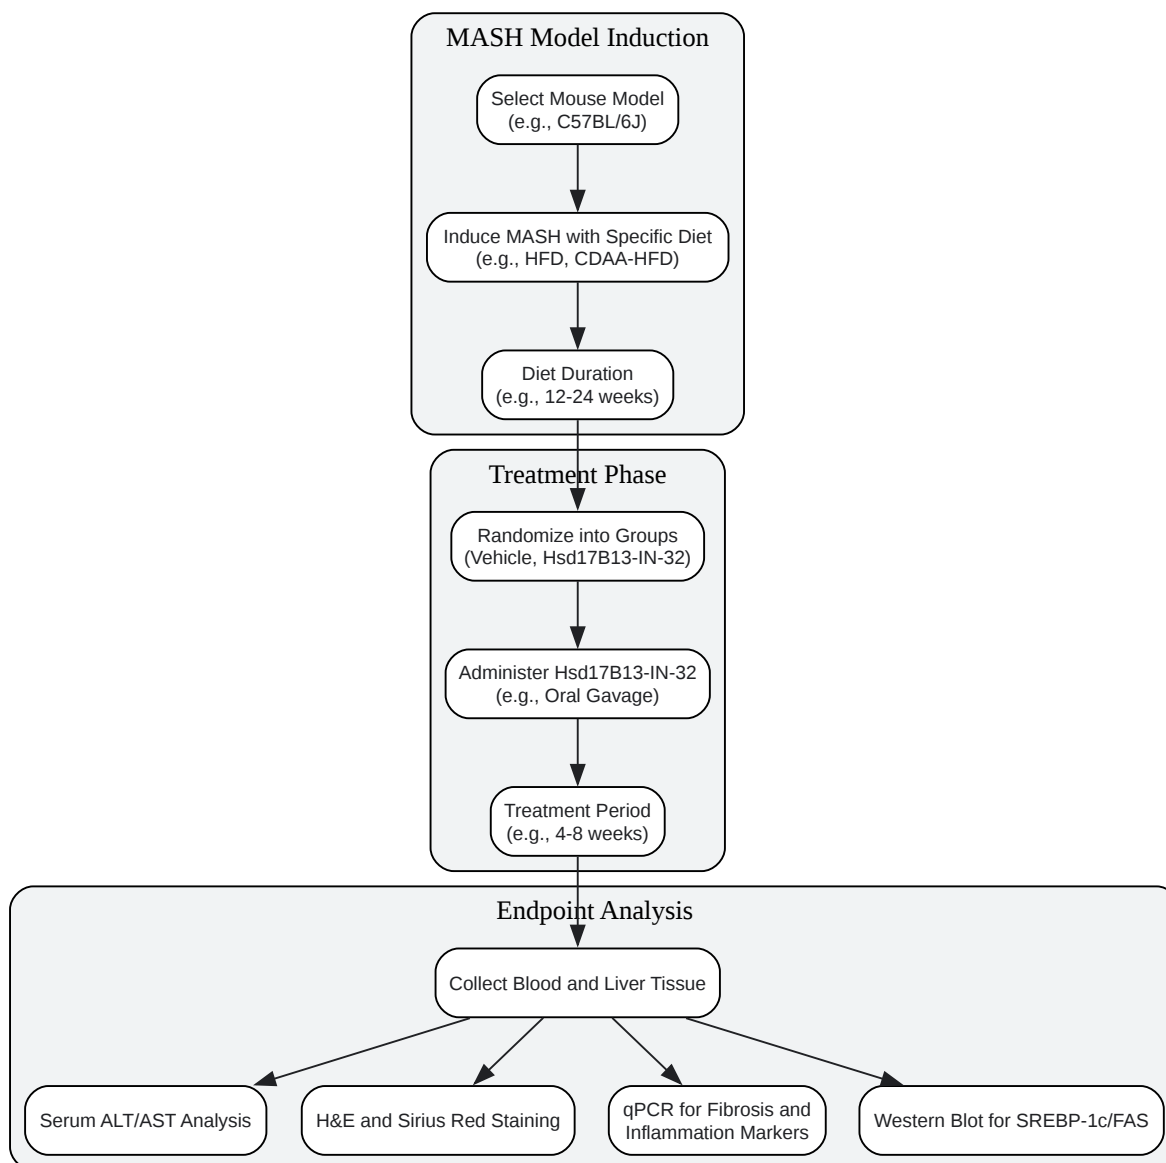 MASH Model Induction
Select Mouse Model
(e.g., C57BL/6J)
Induce MASH with Specific Diet
(e.g., HFD, CDAA-HFD)
Diet Duration
(e.g., 12-24 weeks)
Treatment Phase
Randomize into Groups
(Vehicle, Hsd17B13-IN-32)
Administer Hsd17B13-IN-32
(e.g., Oral Gavage)
Treatment Period
(e.g., 4-8 weeks)
Endpoint Analysis
Collect Blood and Liver Tissue
Serum ALT/AST Analysis
H&E and Sirius Red Staining
qPCR for Fibrosis and
Inflammation Markers
Western Blot for SREBP-1c/FAS